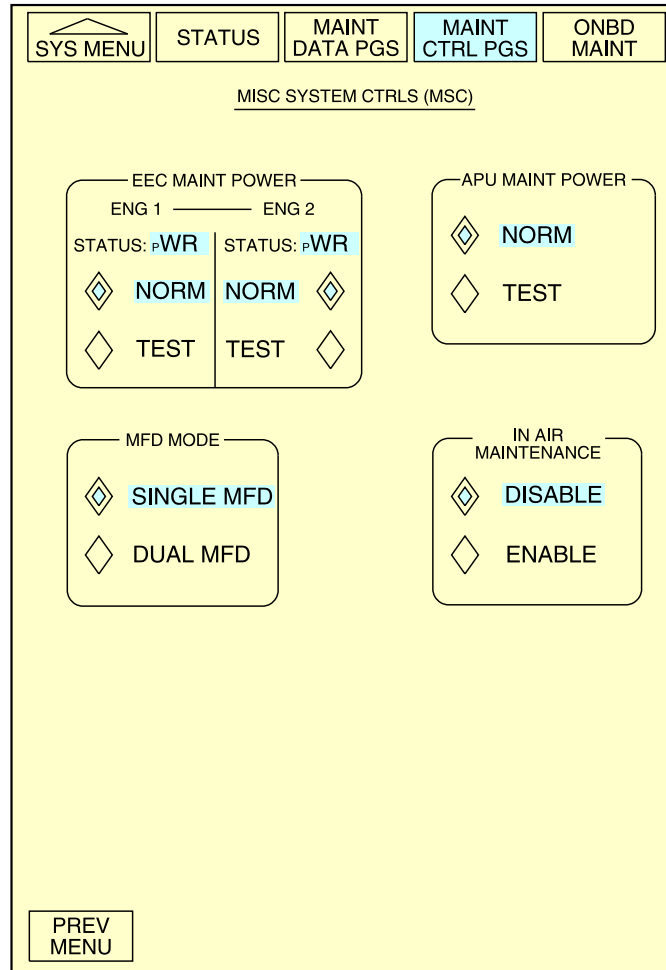 SYS MENU
STATUS
MAINT
DATA PGS
MAINT
CTRL PGS
ONBD
MAINT
MISC SYSTEM CTRLS (MSC)
EEC MAINT POWER
ENG 1
ENG 2
STATUS: PWR
STATUS: PWR
NORM
NORM
TEST
TEST
APU MAINT POWER
NORM
TEST
MFD MODE
SINGLE MFD
DUAL MFD
IN AIR
MAINTENANCE
DISABLE
ENABLE
PREV
MENU